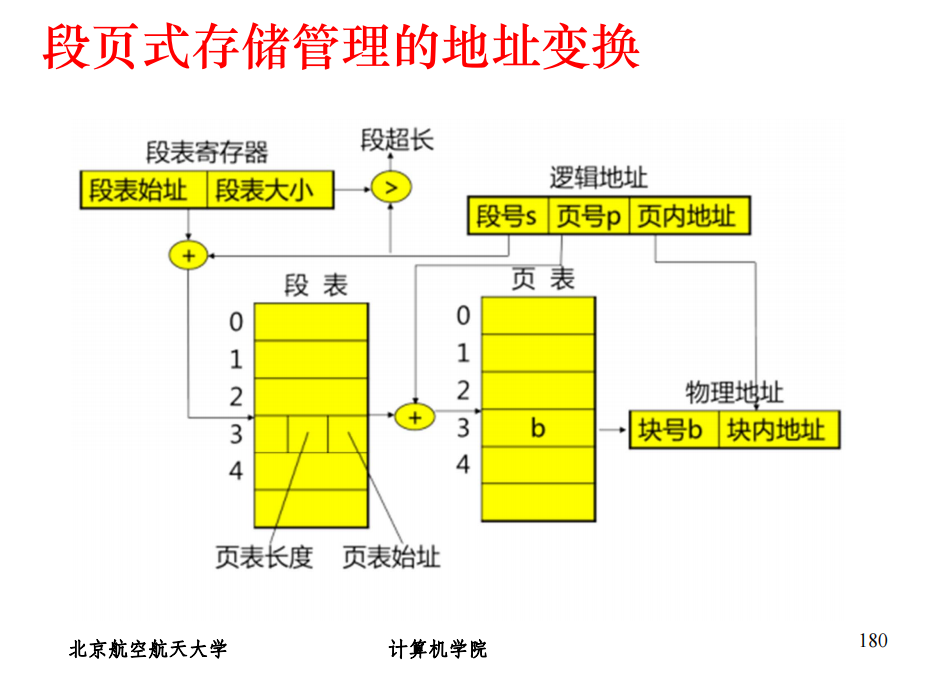 段页式存储管理的地址变换
段表寄存器
段超长
段表始址 段表大小
>
逻辑地址
段号s 页号p 页内地址
+
段 表
页 表
0
1
2
3
4
+
0
1
2
3
4
b
物理地址
块号b 块内地址
页表长度 页表始址
北京航空航天大学 计算机学院 180